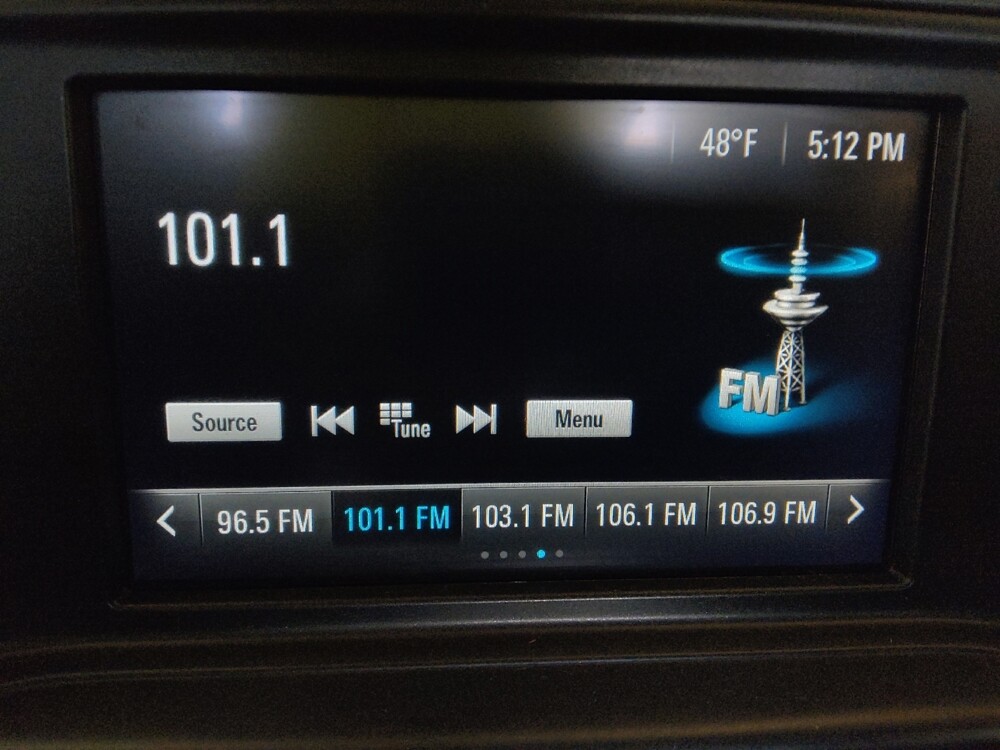 48°F 5:12 PM
101.1
FM
Source Tune Menu
96.5 FM 101.1 FM 103.1 FM 106.1 FM 106.9 FM